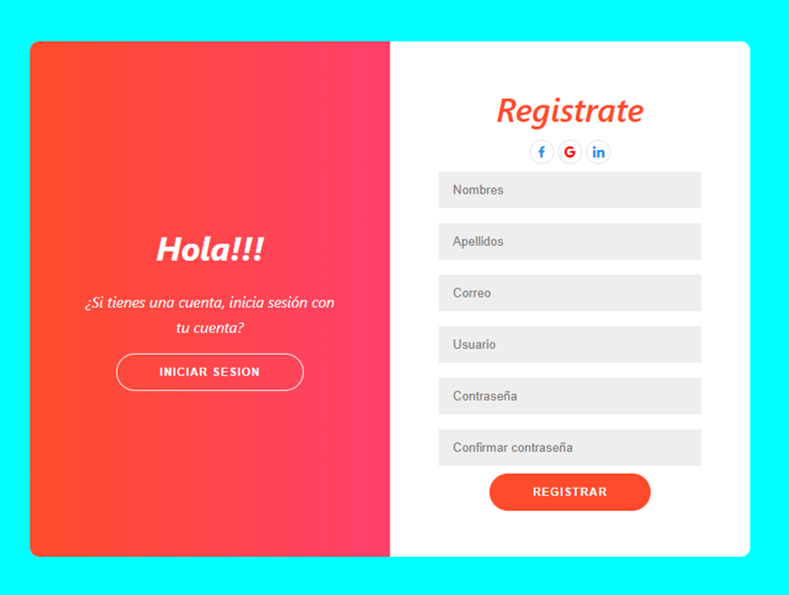 Hola!!!
¿Si tienes una cuenta, inicia sesión con
tu cuenta?
INICIAR SESION
Registrate
f G in
Nombres
Apellidos
Correo
Usuario
Contraseña
Confirmar contraseña
REGISTRAR